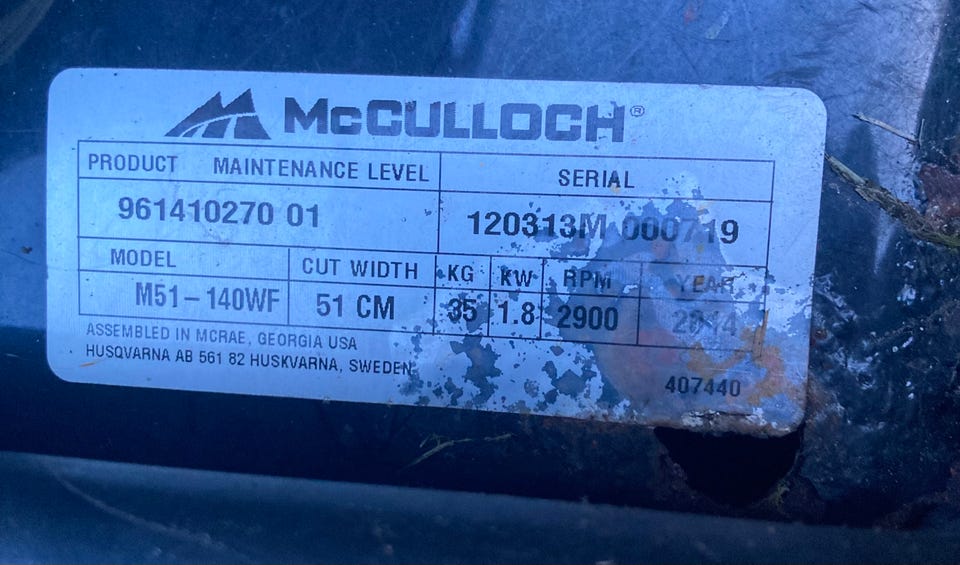 McCULLOCH®
PRODUCT MAINTENANCE LEVEL SERIAL
961410270 01 120313M 000719
MODEL CUT WIDTH KG KW RPM YEAR
M51-140WF 51 CM 35 1.8 2900 2014
ASSEMBLED IN MCRAE, GEORGIA USA
HUSQVARNA AB 561 82 HUSKVARNA, SWEDEN
407440